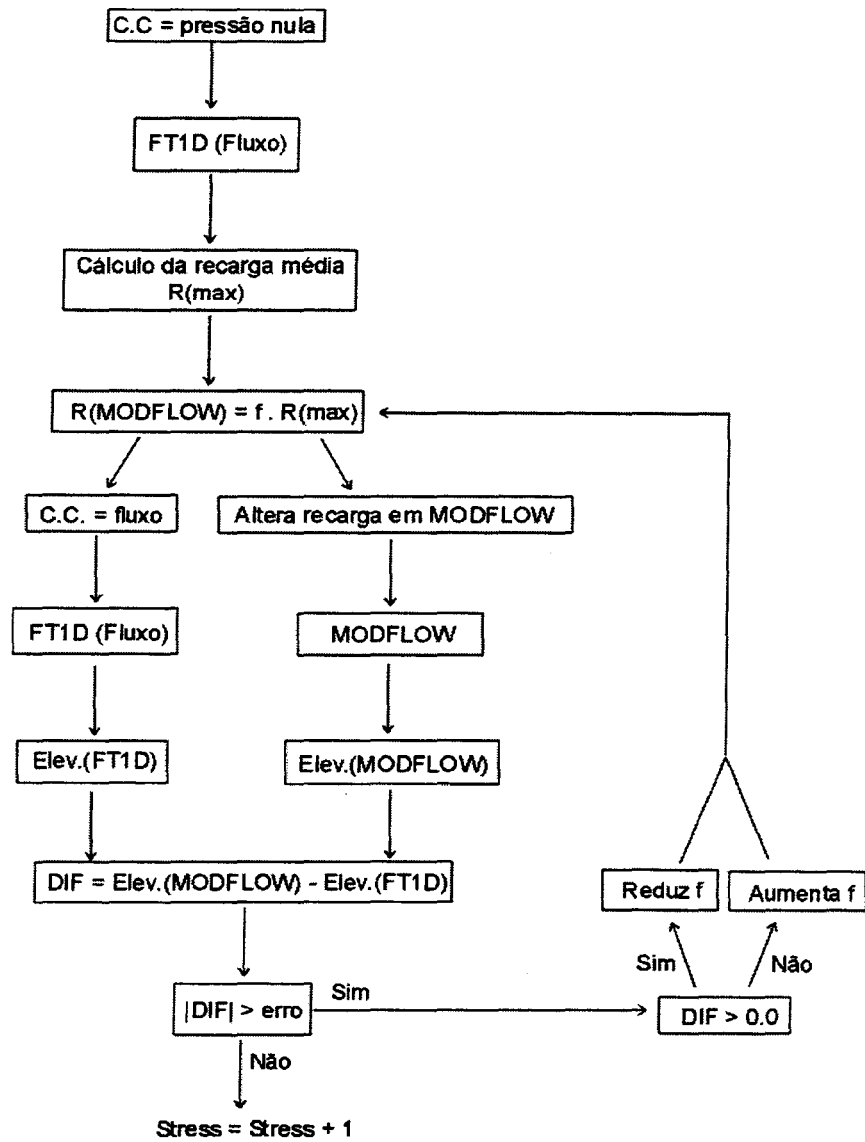 C.C = pressão nula
FT1D (Fluxo)
Cálculo da recarga média
R(max)
R(MODFLOW) = f . R(max)
C.C. = fluxo
Altera recarga em MODFLOW
FT1D (Fluxo)
MODFLOW
Elev.(FT1D)
Elev.(MODFLOW)
DIF = Elev.(MODFLOW) - Elev.(FT1D)
Reduz f
Aumenta f
Sim
Não
|DIF| > erro
Sim
DIF > 0.0
Não
Stress = Stress + 1